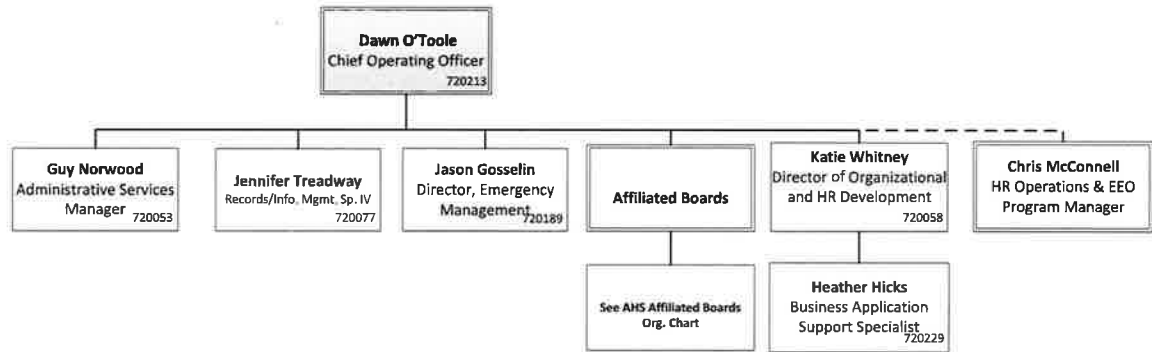 Dawn O'Toole
Chief Operating Officer
720213
Guy Norwood
Administrative Services
Manager
720053
Jennifer Treadway
Records/Info, Mgmt, Sp. IV
720077
Jason Gosselin
Director, Emergency
Management
720189
Affiliated Boards
Katie Whitney
Director of Organizational
and HR Development
720058
Chris McConnell
HR Operations & EEO
Program Manager
See AHS Affiliated Boards
Org. Chart
Heather Hicks
Business Application
Support Specialist
720229